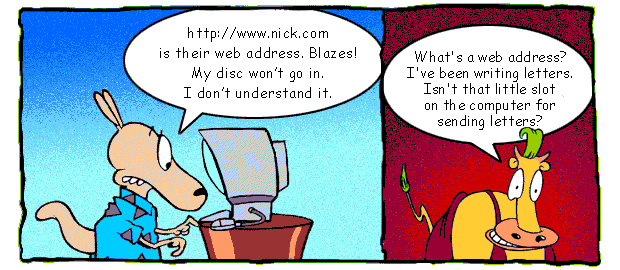 http://www.nick.com
is their web address. Blazes!
My disc won't go in.
I don't understand it.
What's a web address?
I've been writing letters.
Isn't that little slot
on the computer for
sending letters?